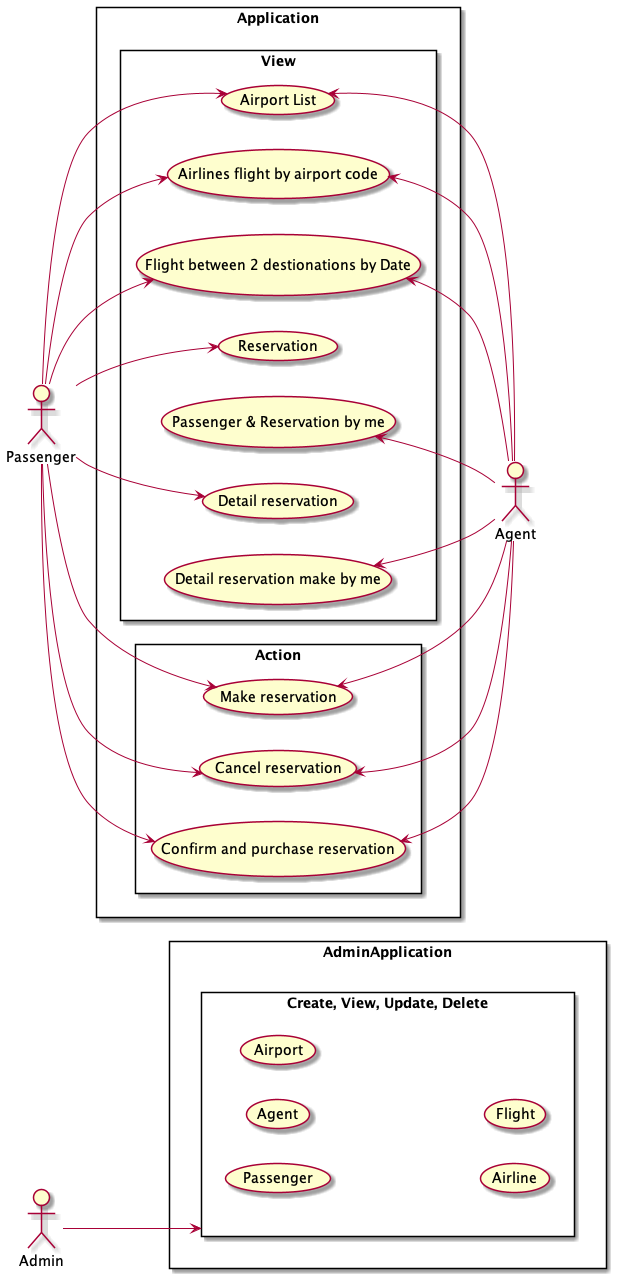 Application
View
Airport List
Airlines flight by airport code
Flight between 2 destionations by Date
Reservation
Passenger & Reservation by me
Passenger
Detail reservation
Agent
Detail reservation make by me
Action
Make reservation
Cancel reservation
Confirm and purchase reservation
AdminApplication
Create, View, Update, Delete
Airport
Agent
Flight
Passenger
Airline
Admin